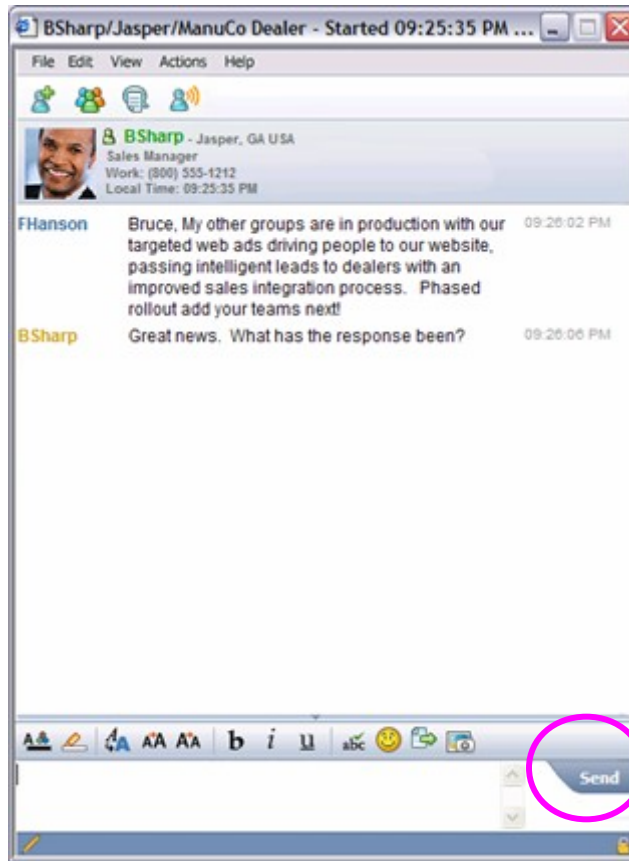 BSharp/Jasper/ManuCo Dealer - Started 09:25:35 PM ...
File Edit View Actions Help
BSharp - Jasper, GA USA
Sales Manager
Work: (800) 555-1212
Local Time: 09:25:35 PM
FHanson Bruce, My other groups are in production with our 09:26:02 PM
targeted web ads driving people to our website,
passing intelligent leads to dealers with an
improved sales integration process. Phased
rollout add your teams next!
BSharp Great news. What has the response been? 09:26:06 PM
A A A A A A b i u abc
Send